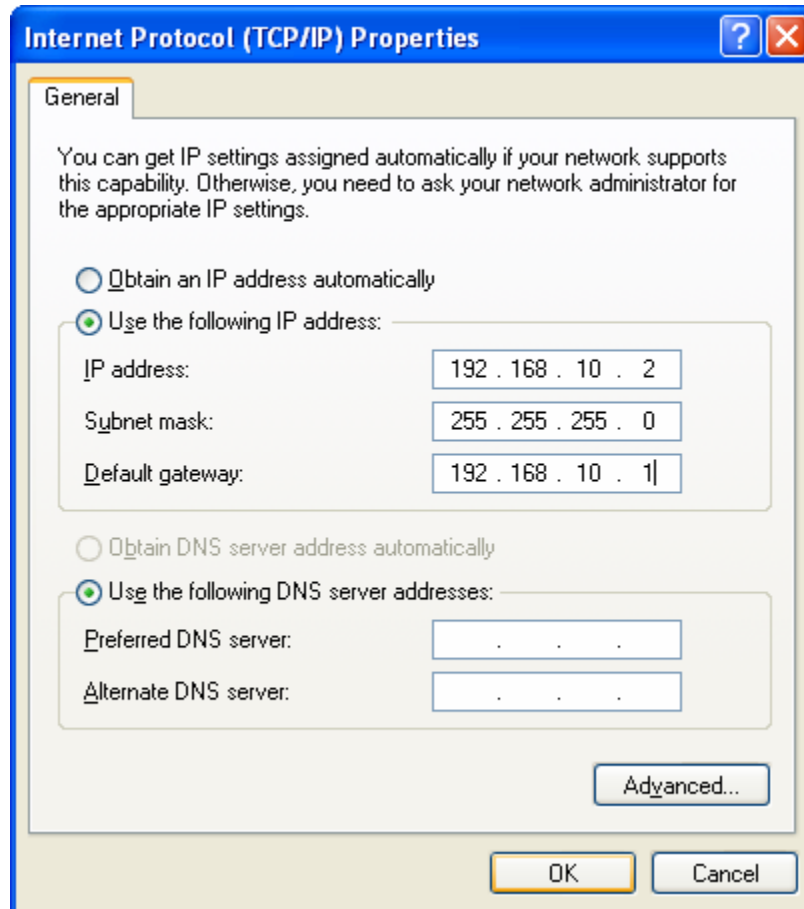 Internet Protocol (TCP/IP) Properties
General
You can get IP settings assigned automatically if your network supports
this capability. Otherwise, you need to ask your network administrator for
the appropriate IP settings.
Obtain an IP address automatically
Use the following IP address:
IP address: 192 . 168 . 10 . 2
Subnet mask: 255 . 255 . 255 . 0
Default gateway: 192 . 168 . 10 . 1
Obtain DNS server address automatically
Use the following DNS server addresses:
Preferred DNS server: . . .
Alternate DNS server: . . .
Advanced...
OK Cancel